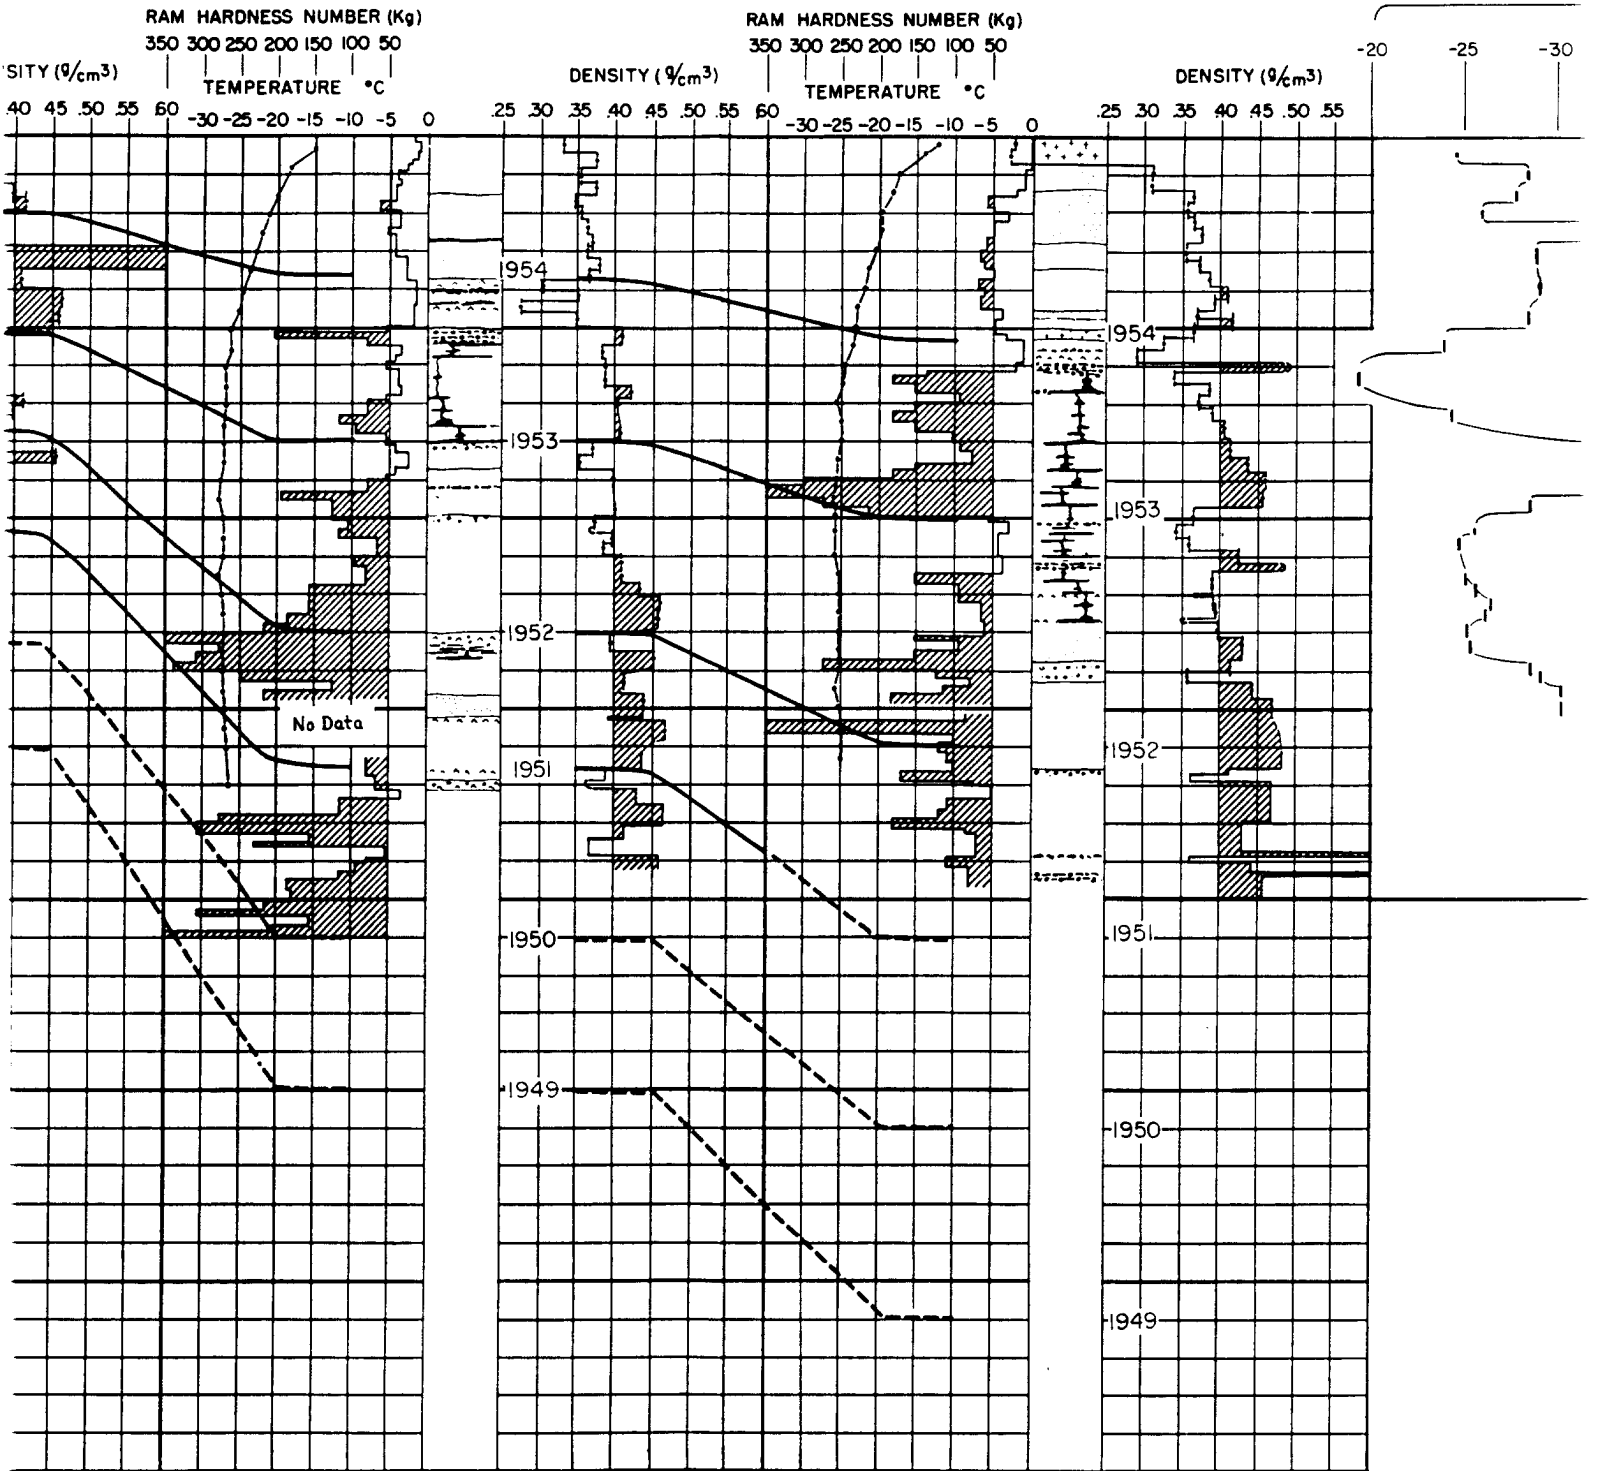 RAM HARDNESS NUMBER (Kg)
350 300 250 200 150 100 50
SITY (g/cm³)
TEMPERATURE °C
.40 .45 .50 .55 .60
-30 -25 -20 -15 -10 -5 0
RAM HARDNESS NUMBER (Kg)
350 300 250 200 150 100 50
DENSITY (g/cm³)
TEMPERATURE °C
.25 .30 .35 .40 .45 .50 .55 .60
-30 -25 -20 -15 -10 -5 0
DENSITY (g/cm³)
.25 .30 .35 .40 .45 .50 .55
-20 -25 -30
No Data
1954
1953
1952
1951
1950
1949
1954
1953
1952
1951
1950
1949